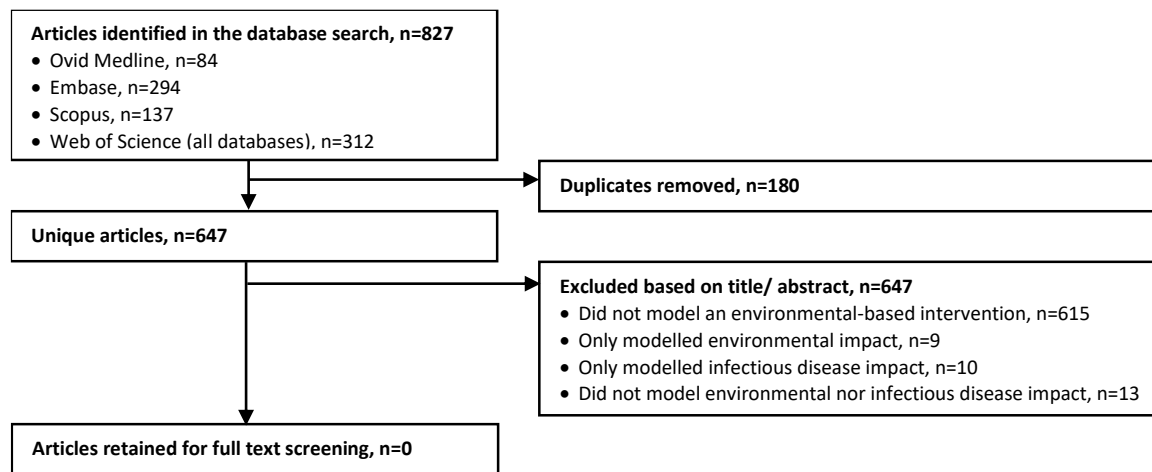 Articles identified in the database search, n=827
• Ovid Medline, n=84
• Embase, n=294
• Scopus, n=137
• Web of Science (all databases), n=312
Duplicates removed, n=180
Unique articles, n=647
Excluded based on title/ abstract, n=647
• Did not model an environmental-based intervention, n=615
• Only modelled environmental impact, n=9
• Only modelled infectious disease impact, n=10
• Did not model environmental nor infectious disease impact, n=13
Articles retained for full text screening, n=0